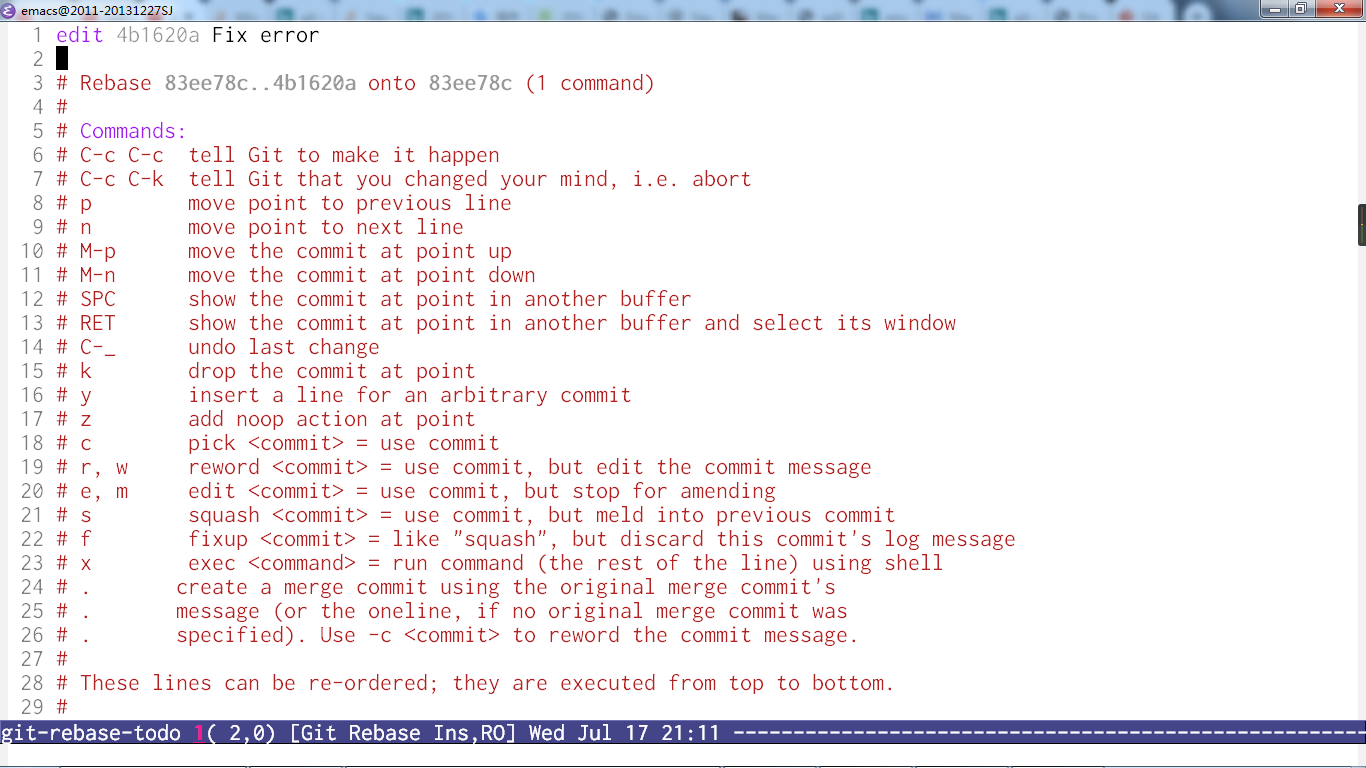 emacs@2011-20131227SJ
1 edit 4b1620a Fix error
2
3 # Rebase 83ee78c..4b1620a onto 83ee78c (1 command)
4 #
5 # Commands:
6 # C-c C-c  tell Git to make it happen
7 # C-c C-k  tell Git that you changed your mind, i.e. abort
8 # p        move point to previous line
9 # n        move point to next line
10 # M-p      move the commit at point up
11 # M-n      move the commit at point down
12 # SPC      show the commit at point in another buffer
13 # RET      show the commit at point in another buffer and select its window
14 # C-_      undo last change
15 # k        drop the commit at point
16 # y        insert a line for an arbitrary commit
17 # z        add noop action at point
18 # c        pick <commit> = use commit
19 # r, w     reword <commit> = use commit, but edit the commit message
20 # e, m     edit <commit> = use commit, but stop for amending
21 # s        squash <commit> = use commit, but meld into previous commit
22 # f        fixup <commit> = like "squash", but discard this commit's log message
23 # x        exec <command> = run command (the rest of the line) using shell
24 # .       create a merge commit using the original merge commit's
25 # .       message (or the oneline, if no original merge commit was
26 # .       specified). Use -c <commit> to reword the commit message.
27 #
28 # These lines can be re-ordered; they are executed from top to bottom.
29 #
git-rebase-todo 1( 2,0) [Git Rebase Ins,RO] Wed Jul 17 21:11 -----------------------------------------------------